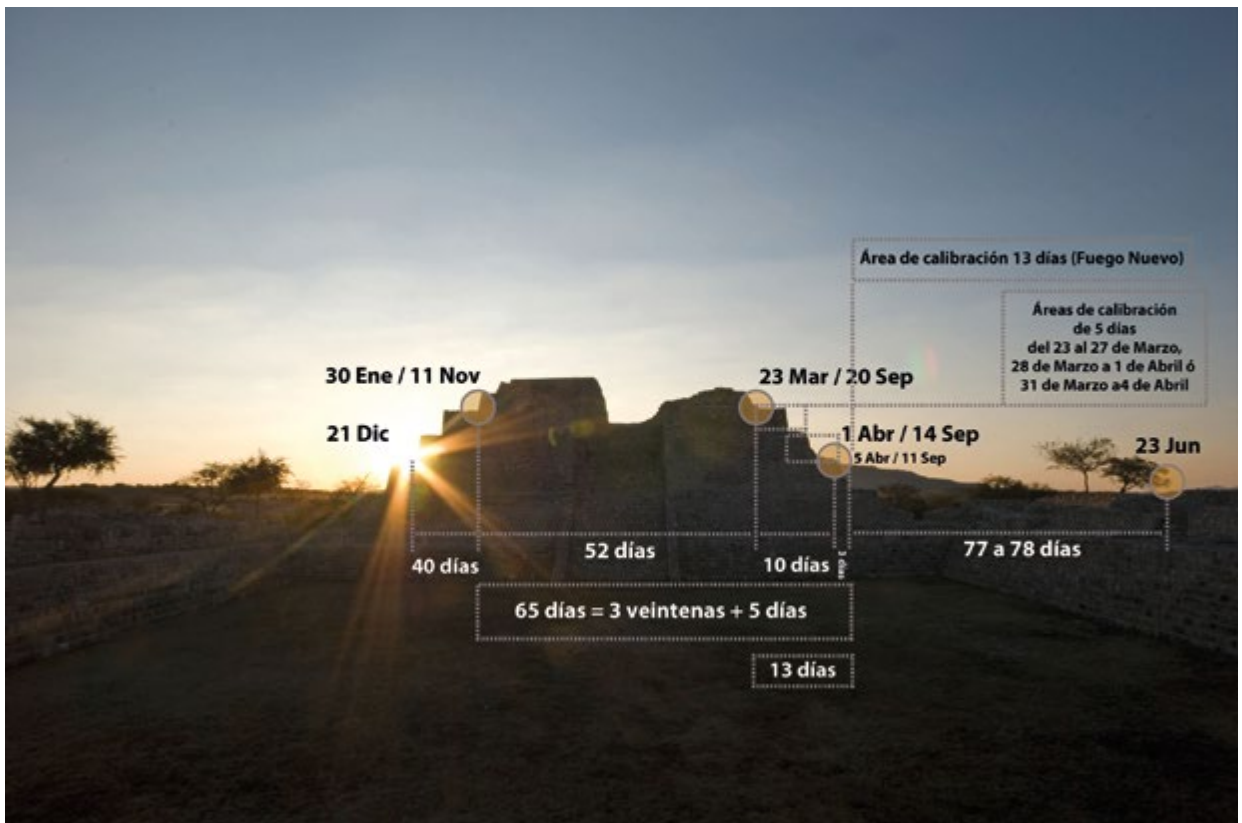 Área de calibración 13 días (Fuego Nuevo)
Áreas de calibración
de 5 días
del 23 al 27 de Marzo,
28 de Marzo a 1 de Abril ó
31 de Marzo a4 de Abril
30 Ene / 11 Nov
23 Mar / 20 Sep
21 Dic
1 Abr / 14 Sep
5 Abr / 11 Sep
23 Jun
40 días
52 días
10 días
3 días
77 a 78 días
65 días = 3 veintenas + 5 días
13 días